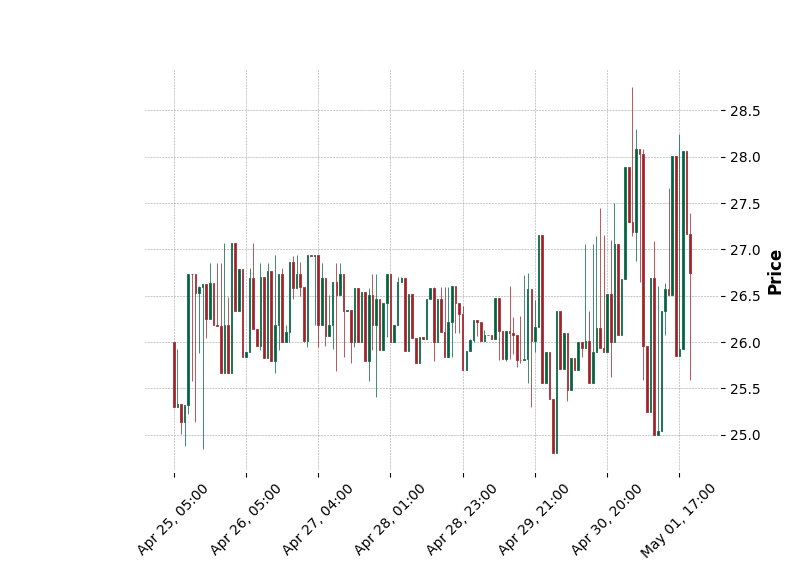 28.5
28.0
27.5
27.0
26.5
26.0
25.5
25.0
Price
Apr 25, 05:00
Apr 26, 05:00
Apr 27, 04:00
Apr 28, 01:00
Apr 28, 23:00
Apr 29, 21:00
Apr 30, 20:00
May 01, 17:00